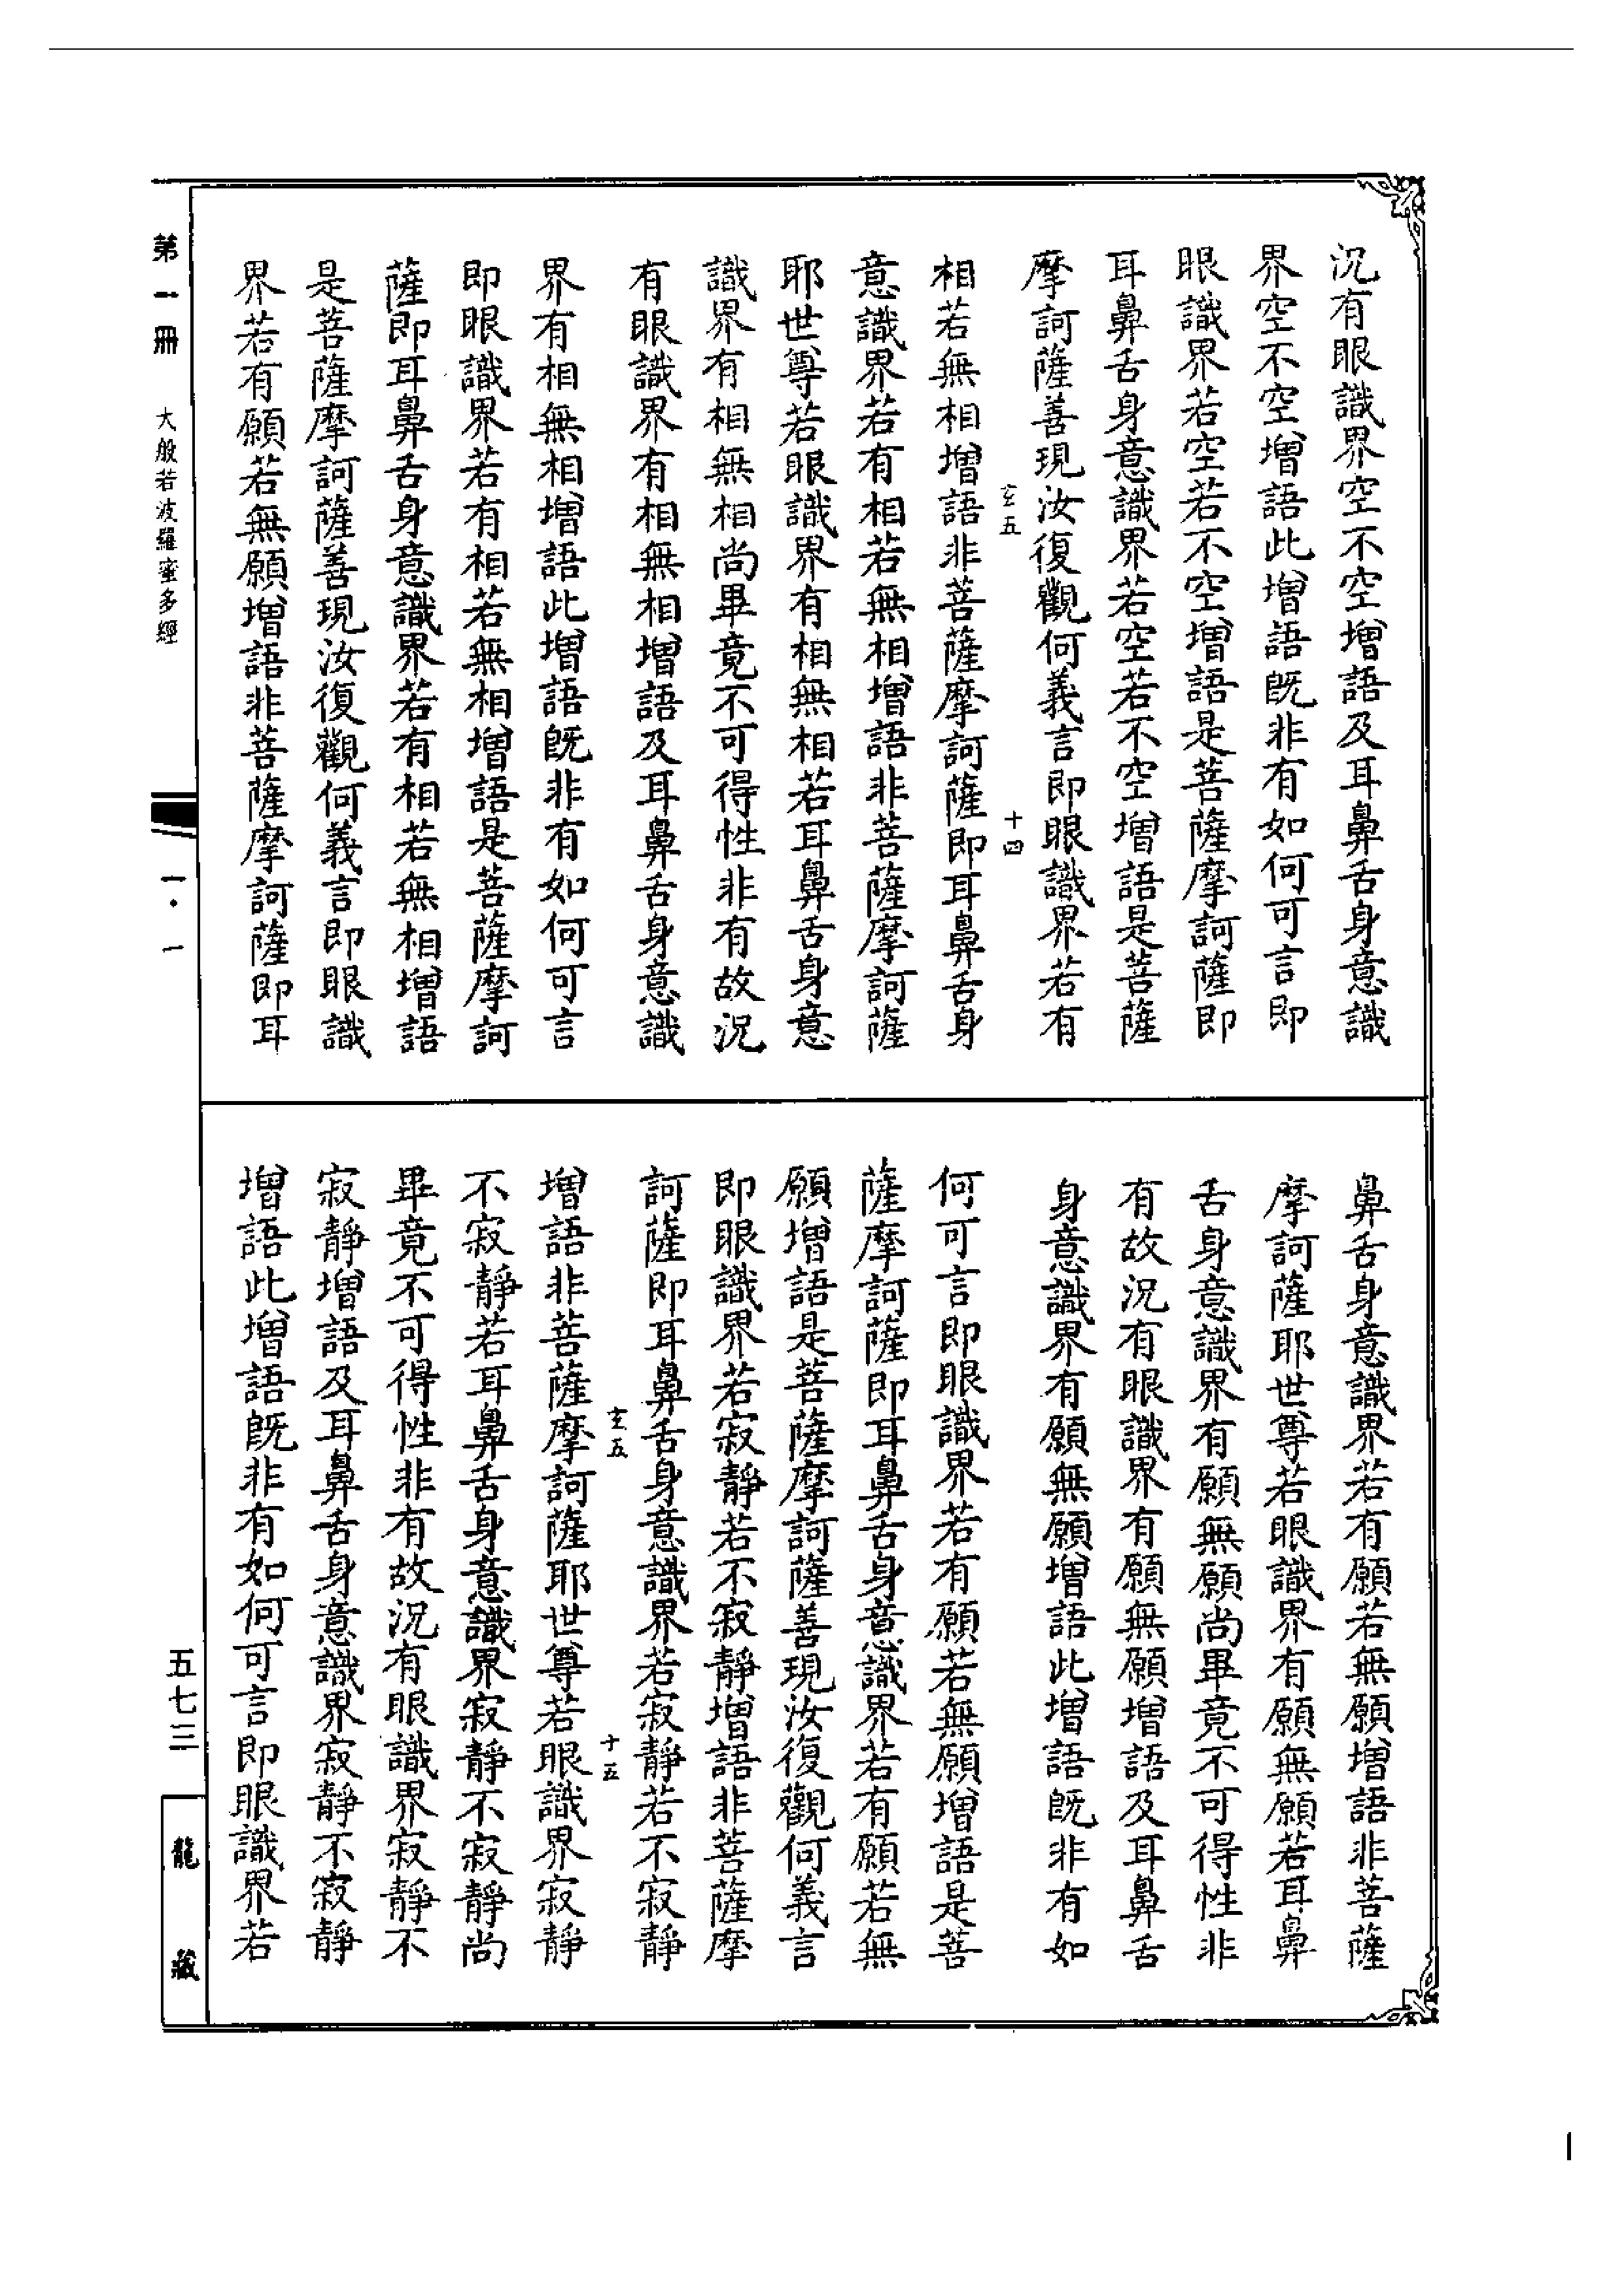 況有眼識界空不空增語及耳鼻舌身意識
界空不空增語此增語旣非有如何可言即
眼識界若空若不空增語是菩薩摩訶薩即
耳鼻舌身意識界若空若不空增語是菩薩
摩訶薩善現汝復觀何義言即眼識界若有
玄五 十四
相若無相增語非菩薩摩訶薩即耳鼻舌身
意識界若有相若無相增語非菩薩摩訶薩
耶世尊若眼識界有相無相若耳鼻舌身意
識界有相無相尚畢竟不可得性非有故況
有眼識界有相無相增語及耳鼻舌身意識
界有相無相增語此增語旣非有如何可言
即眼識界若有相若無相增語是菩薩摩訶
薩即耳鼻舌身意識界若有相若無相增語
是菩薩摩訶薩善現汝復觀何義言即眼識
界若有願若無願增語非菩薩摩訶薩即耳
鼻舌身意識界若有願若無願增語非菩薩
摩訶薩耶世尊若眼識界有願無願若耳鼻
舌身意識界有願無願尚畢竟不可得性非
有故況有眼識界有願無願增語及耳鼻舌
身意識界有願無願增語此增語旣非有如
何可言即眼識界若有願若無願增語是菩
薩摩訶薩即耳鼻舌身意識界若有願若無
願增語是菩薩摩訶薩善現汝復觀何義言
即眼識界若寂靜若不寂靜增語非菩薩摩
訶薩即耳鼻舌身意識界若寂靜若不寂靜
玄五 十五
增語非菩薩摩訶薩耶世尊若眼識界寂靜
不寂靜若耳鼻舌身意識界寂靜不寂靜尚
畢竟不可得性非有故況有眼識界寂靜不
寂靜增語及耳鼻舌身意識界寂靜不寂靜
增語此增語旣非有如何可言即眼識界若
第一冊 大般若波羅蜜多經 一·一 五七三 龍藏